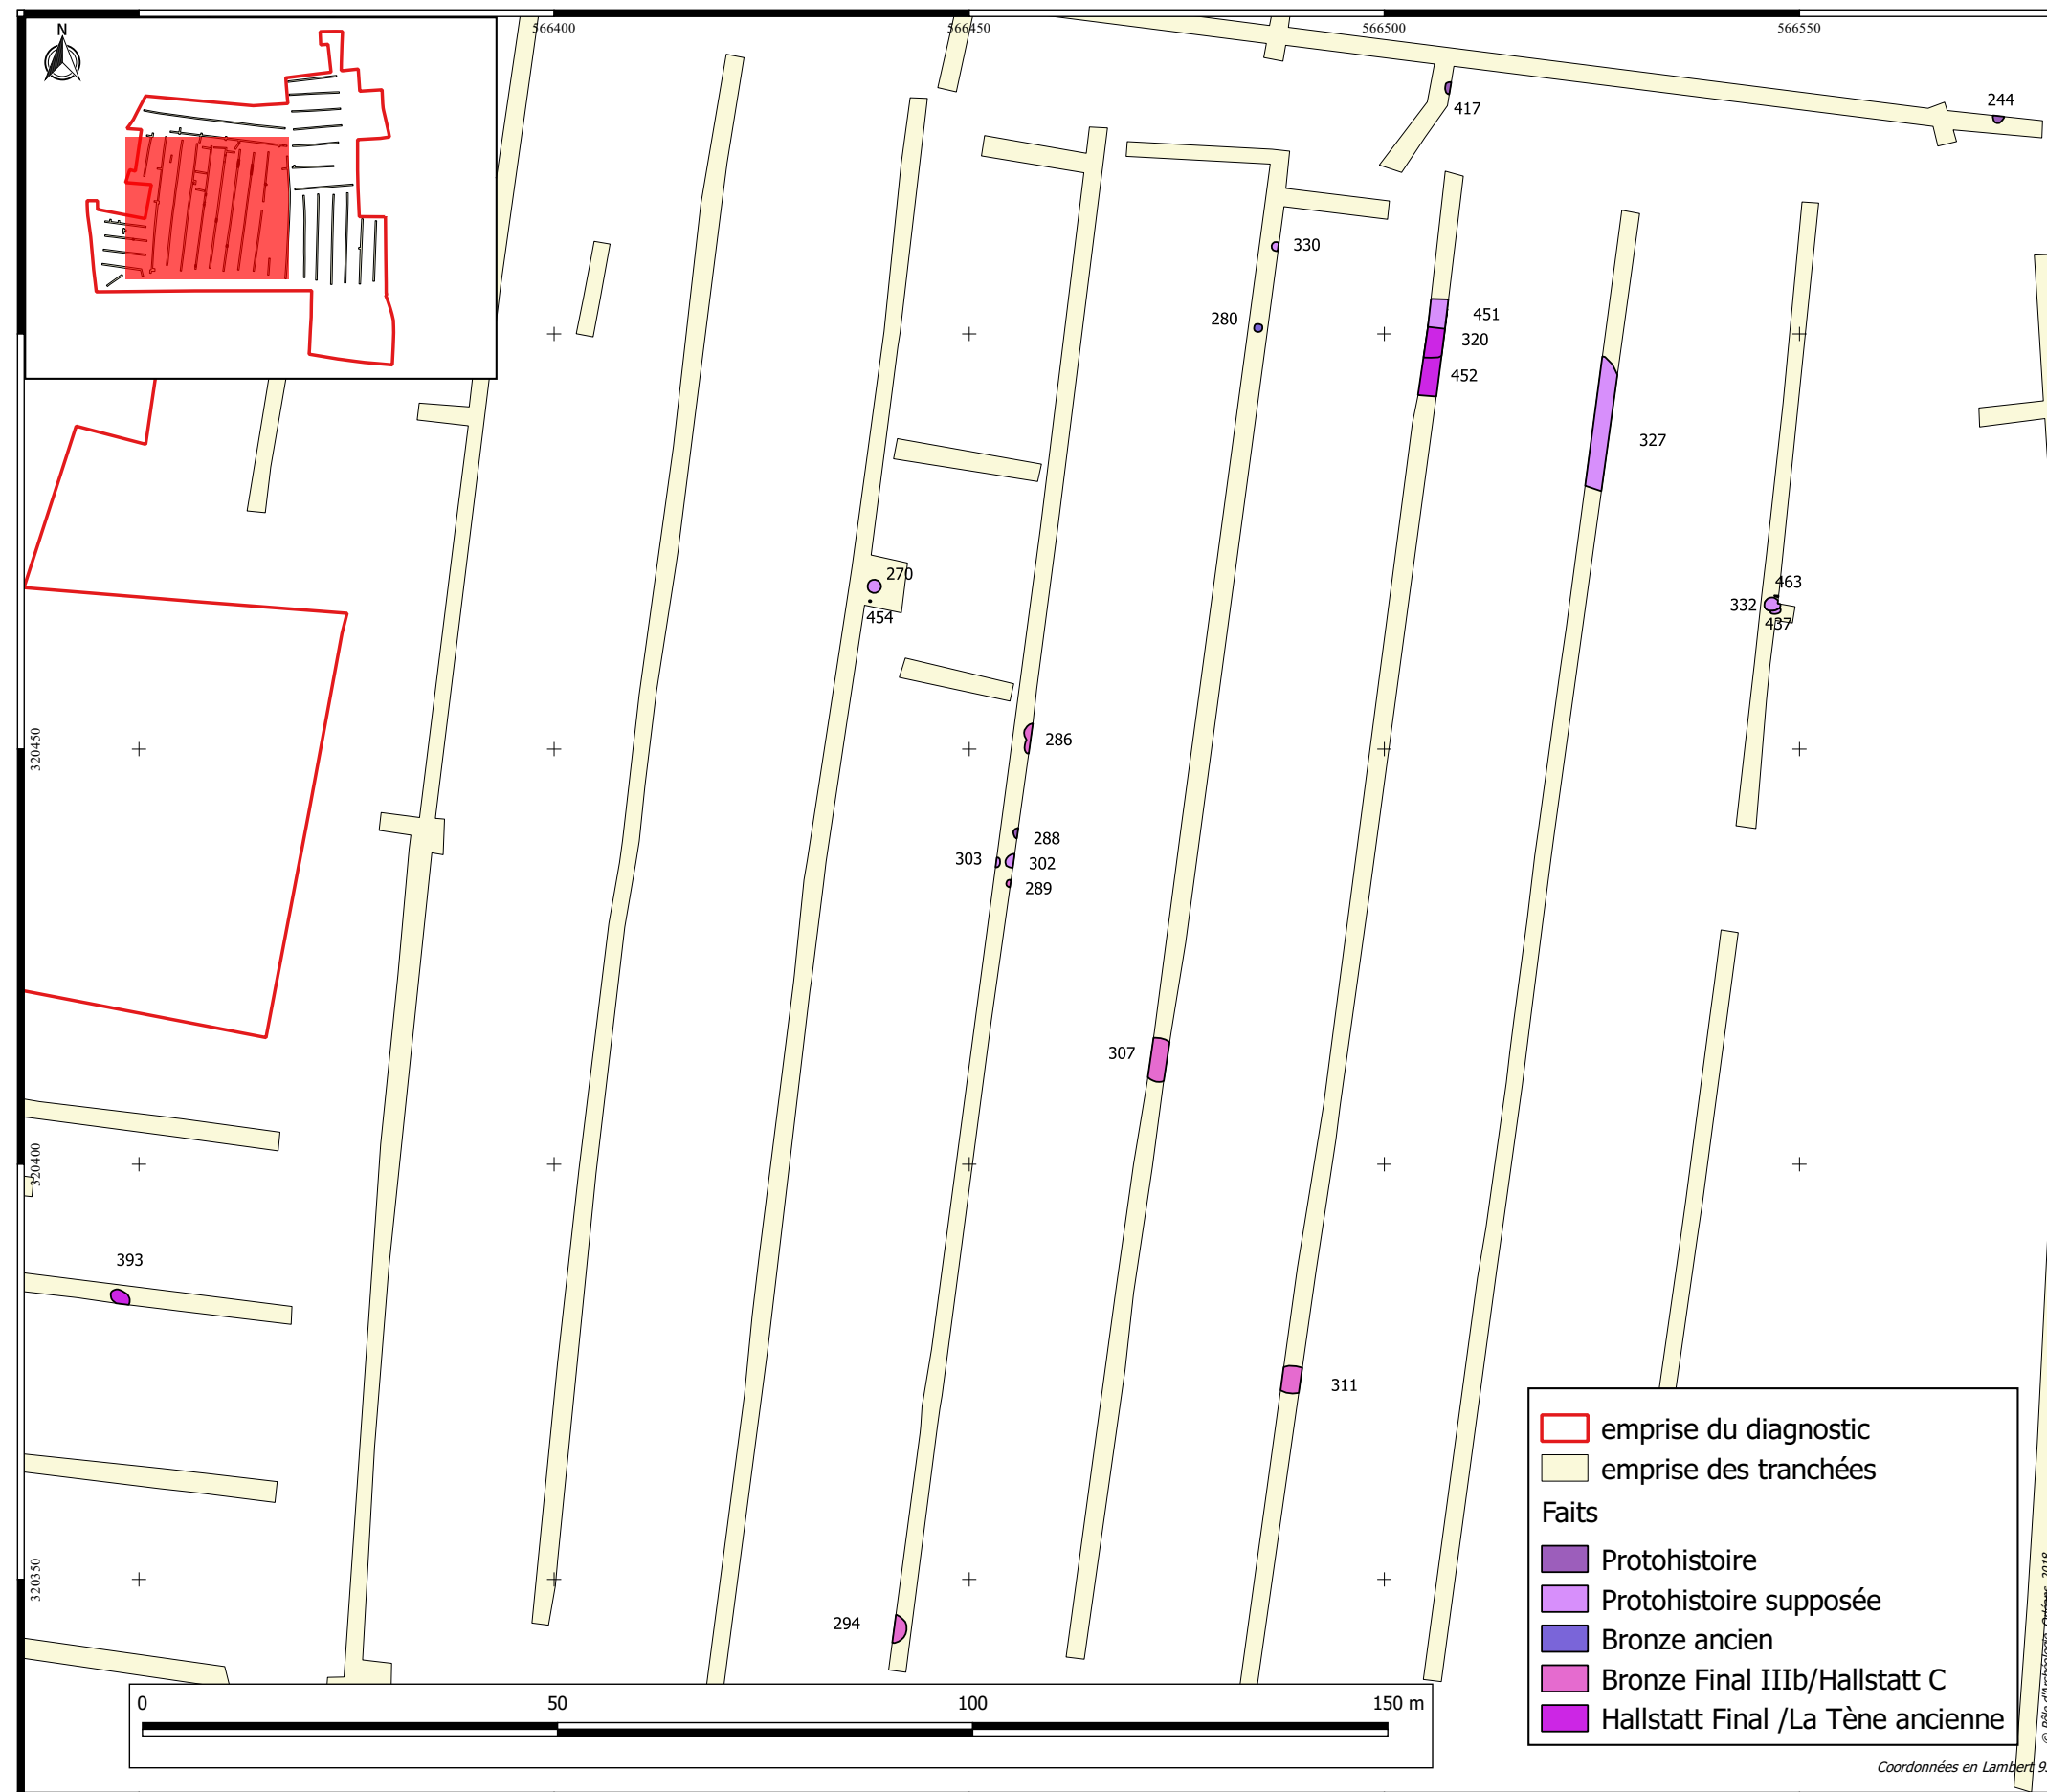 566400
566450
566500
566550
N
244
417
330
280
451
320
452
327
270
454
463
332
437
286
320450
288
303
302
289
307
320400
393
311
294
320350
emprise du diagnostic
emprise des tranchées
Faits
Protohistoire
Protohistoire supposée
Bronze ancien
Bronze Final IIIb/Hallstatt C
Hallstatt Final /La Tène ancienne
0 50 100 150 m
Coordonnées en Lambert